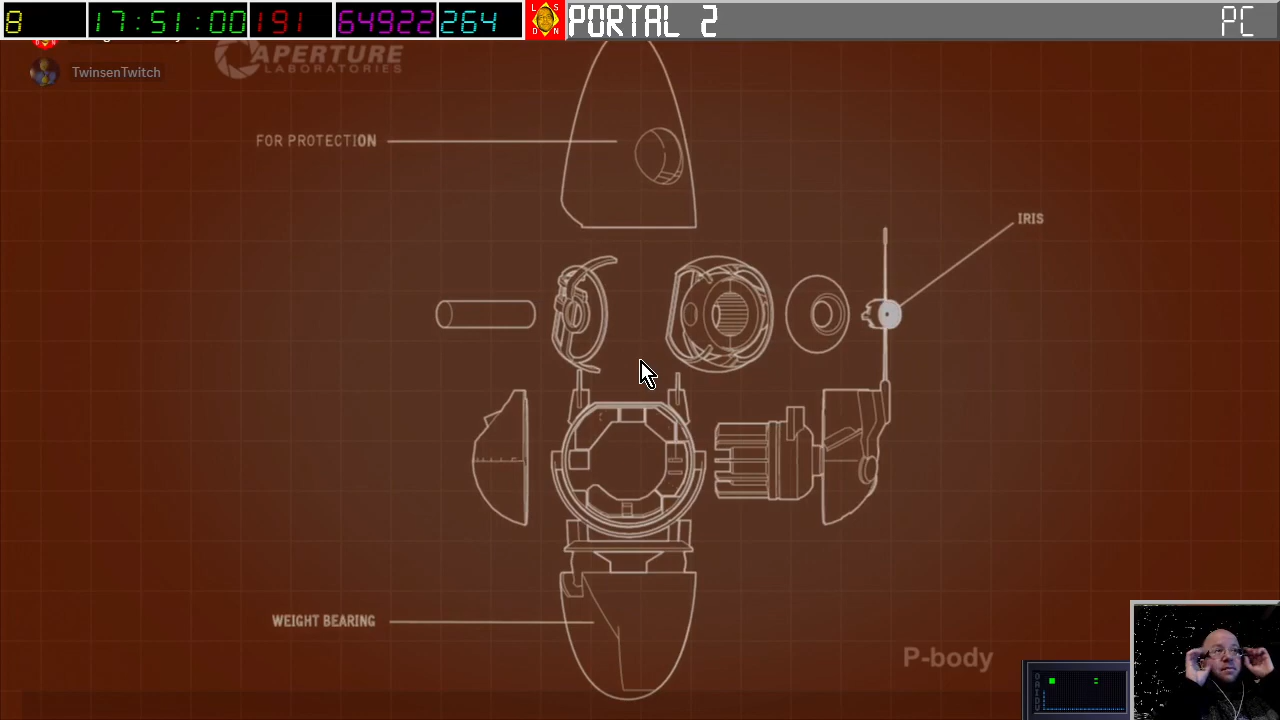 8 17:51:00 191 64922 264 LSDN PORTAL 2 PC
TwinsenTwitch
APERTURE
LABORATORIES
FOR PROTECTION
IRIS
WEIGHT BEARING
P-body